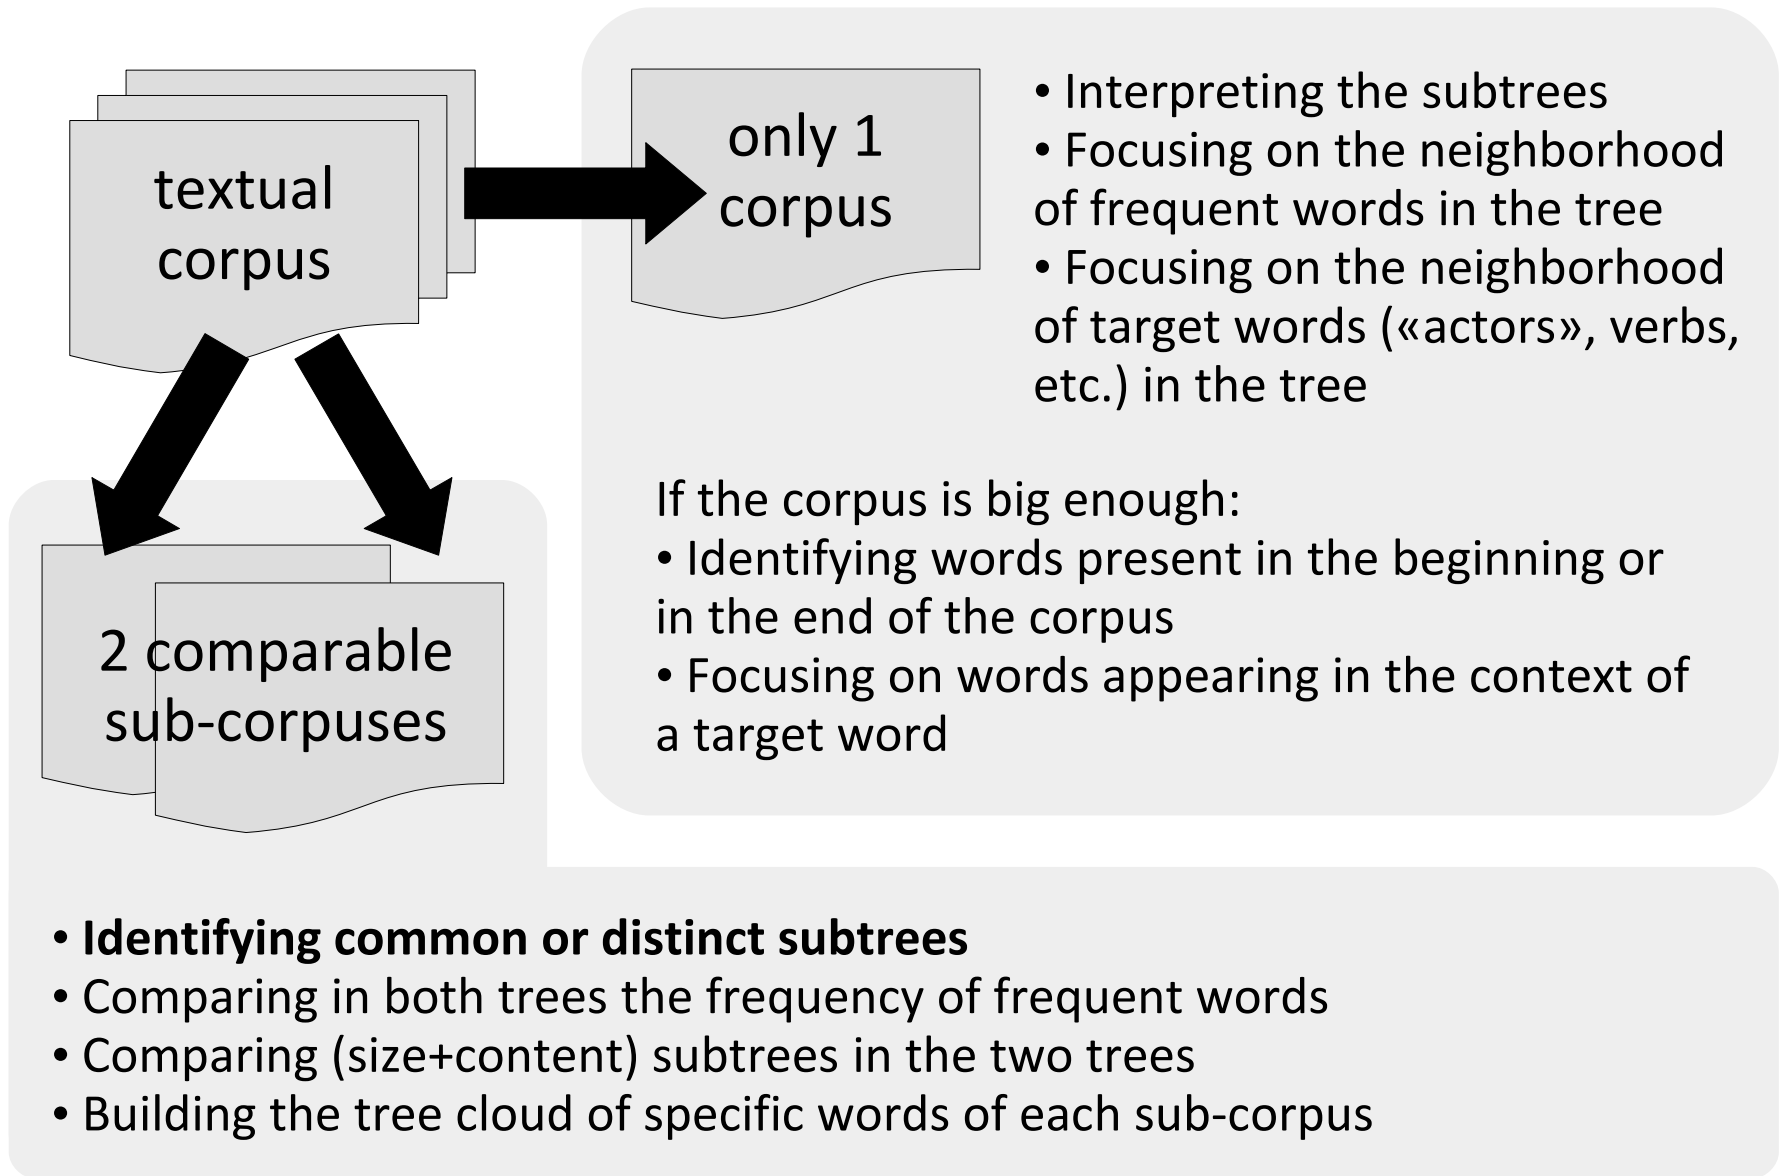 textual
corpus
only 1
corpus
• Interpreting the subtrees
• Focusing on the neighborhood
of frequent words in the tree
• Focusing on the neighborhood
of target words («actors», verbs,
etc.) in the tree
If the corpus is big enough:
• Identifying words present in the beginning or
in the end of the corpus
• Focusing on words appearing in the context of
a target word
2 comparable
sub-corpuses
• Identifying common or distinct subtrees
• Comparing in both trees the frequency of frequent words
• Comparing (size+content) subtrees in the two trees
• Building the tree cloud of specific words of each sub-corpus